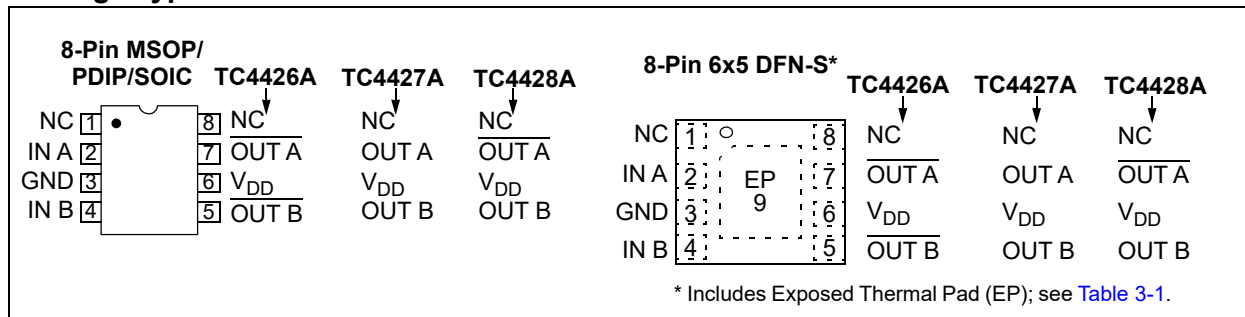 8-Pin MSOP/
PDIP/SOIC TC4426A TC4427A TC4428A
NC 1 8 NC NC NC
IN A 2 7 OUT A OUT A OUT A
GND 3 6 VDD VDD VDD
IN B 4 5 OUT B OUT B OUT B
8-Pin 6x5 DFN-S*
TC4426A TC4427A TC4428A
NC 1 8 NC NC NC
IN A 2 EP 7 OUT A OUT A OUT A
GND 3 9 6 VDD VDD VDD
IN B 4 5 OUT B OUT B OUT B
* Includes Exposed Thermal Pad (EP); see Table 3-1.